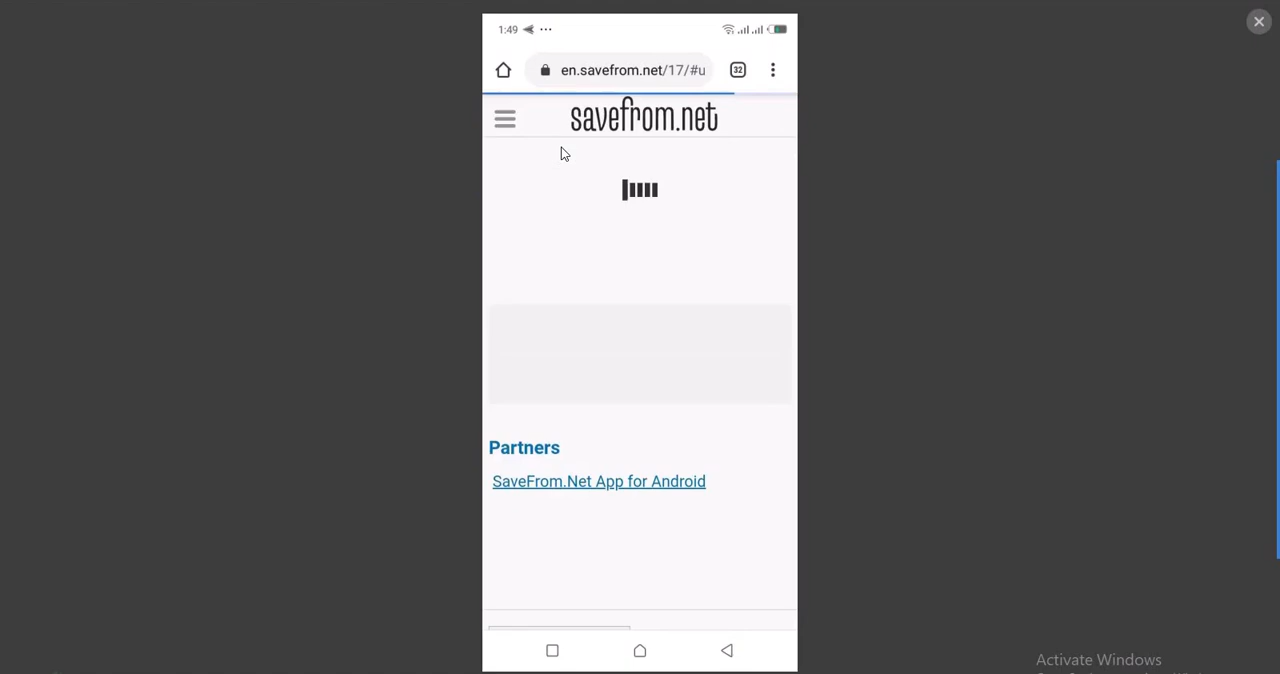 1:49
en.savefrom.net/17/#u
32
savefrom.net
Partners
SaveFrom.Net App for Android
Activate Windows